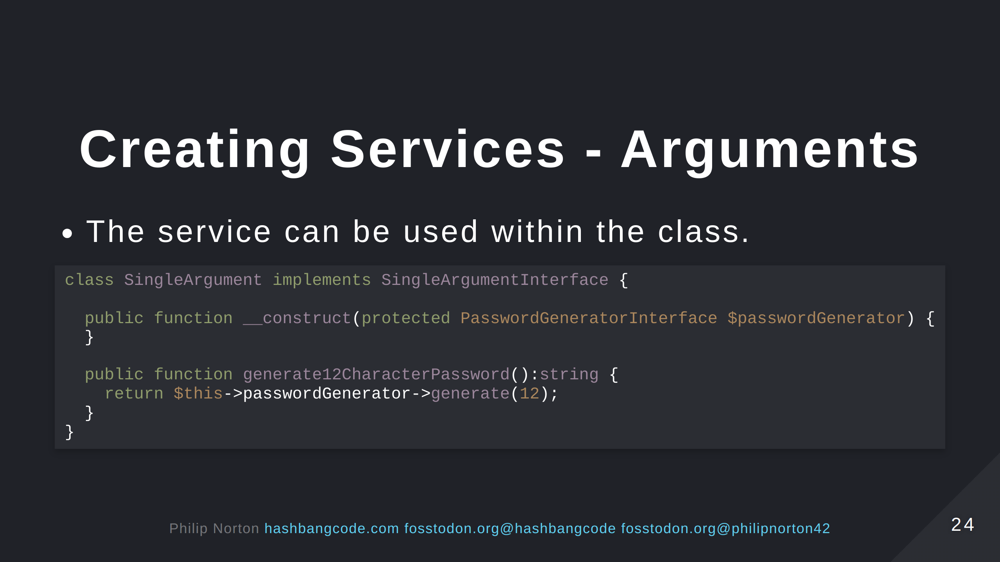 Creating Services - Arguments
• The service can be used within the class.
class SingleArgument implements SingleArgumentInterface {
  public function __construct(protected PasswordGeneratorInterface $passwordGenerator) {
  }
  public function generate12CharacterPassword():string {
    return $this->passwordGenerator->generate(12);
  }
}
Philip Norton hashbangcode.com fosstodon.org@hashbangcode fosstodon.org@philipnorton42
24